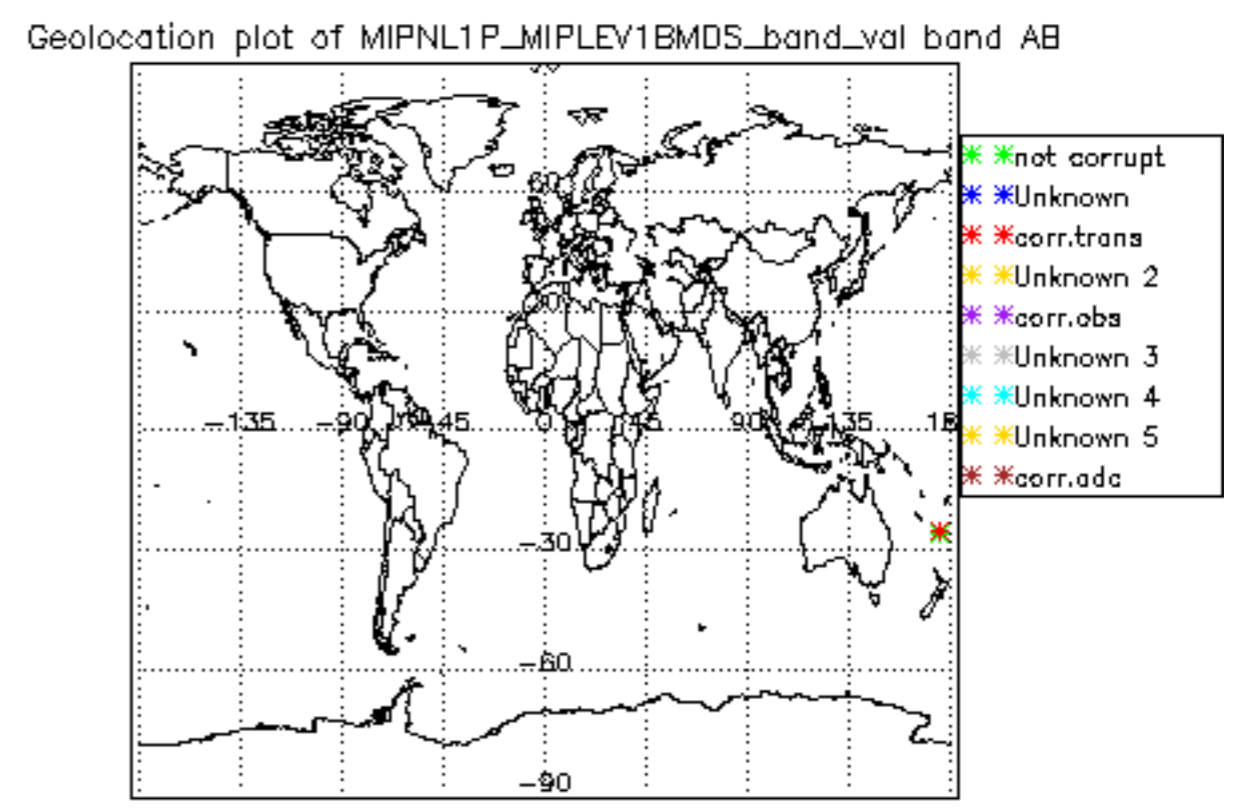 Geolocation plot of MIPNL1P_MIPLEV1BMDS_band_val band AB
not corrupt
Unknown
corr.trans
Unknown 2
corr.obs
Unknown 3
Unknown 4
Unknown 5
corr.adc
60
-135 -90 -45 0 45 90 135
-30
-60
-90